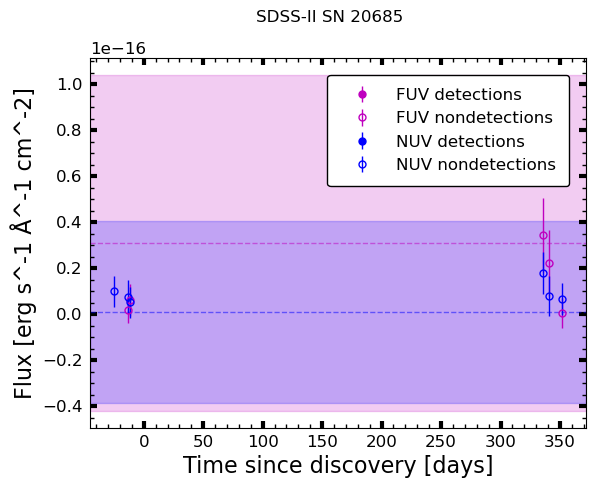 SDSS-II SN 20685
1e−16
FUV detections
FUV nondetections
NUV detections
NUV nondetections
1.0
0.8
0.6
0.4
0.2
0.0
−0.2
−0.4
Flux [erg s^-1 Å^-1 cm^-2]
0 50 100 150 200 250 300 350
Time since discovery [days]